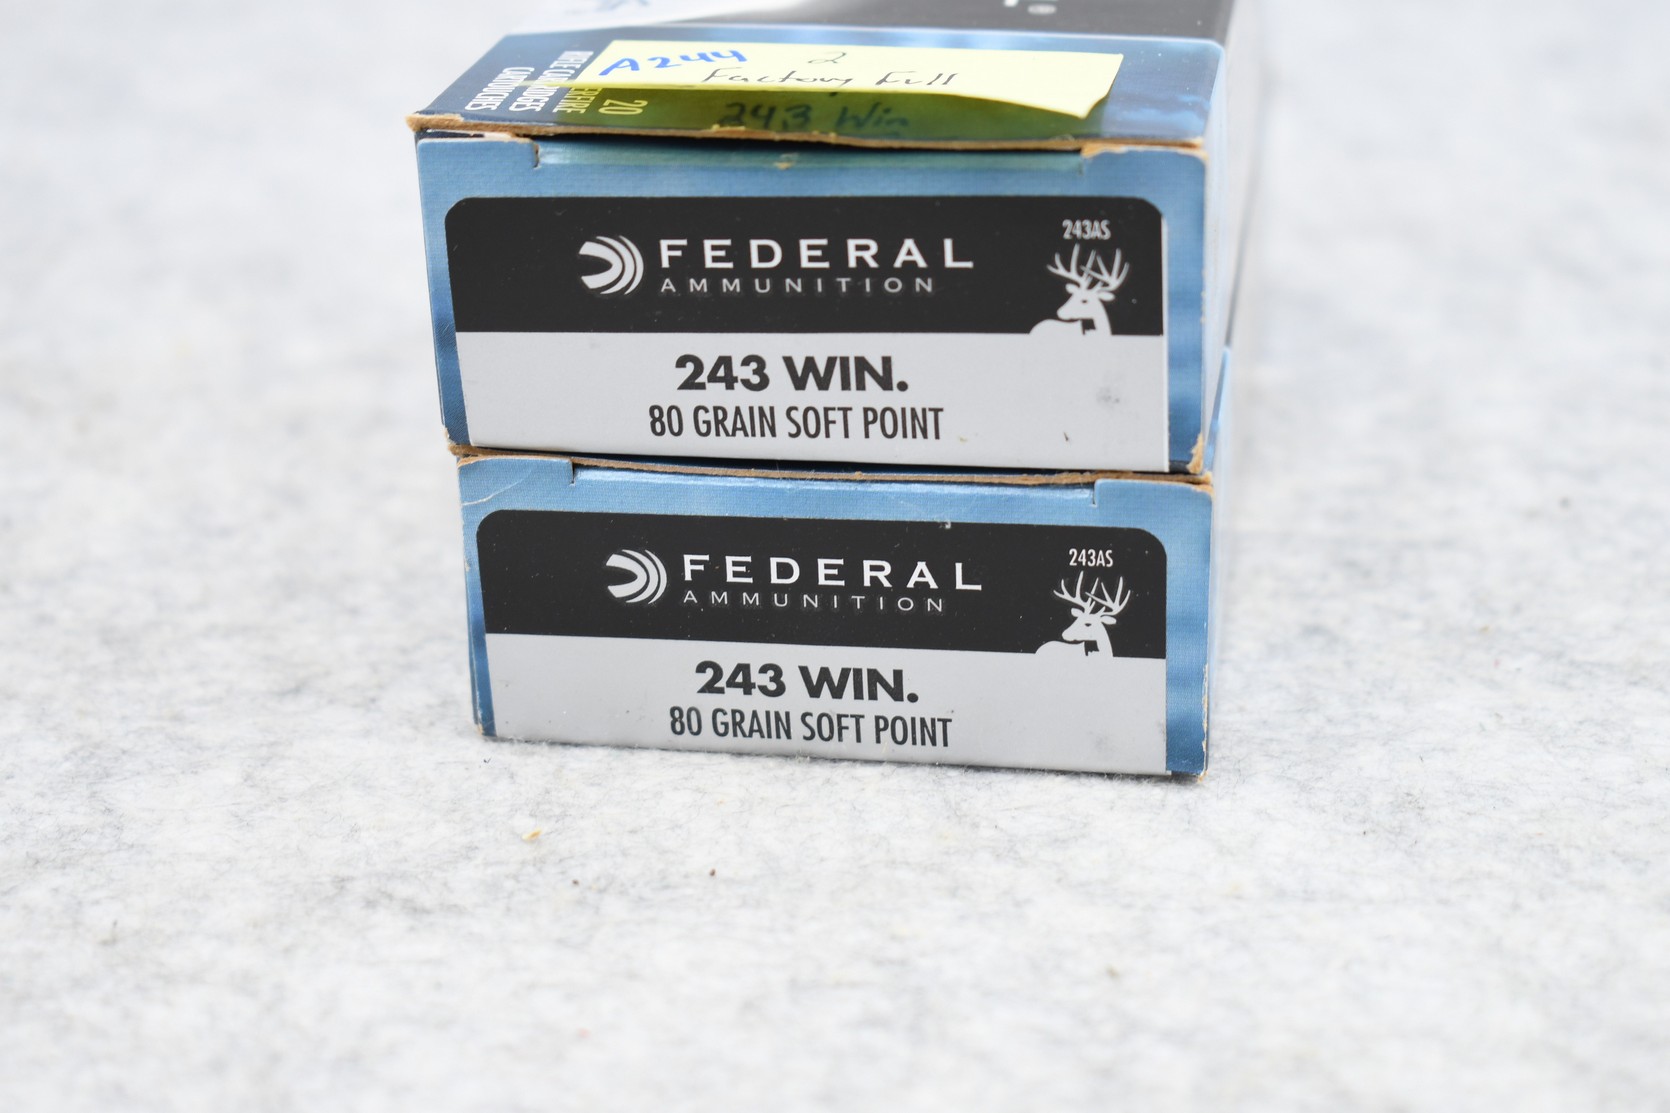 A244
2
Factory Full
243 Win
20
CARTOUCHES
FEDERAL
AMMUNITION
243AS
243 WIN.
80 GRAIN SOFT POINT
FEDERAL
AMMUNITION
243AS
243 WIN.
80 GRAIN SOFT POINT